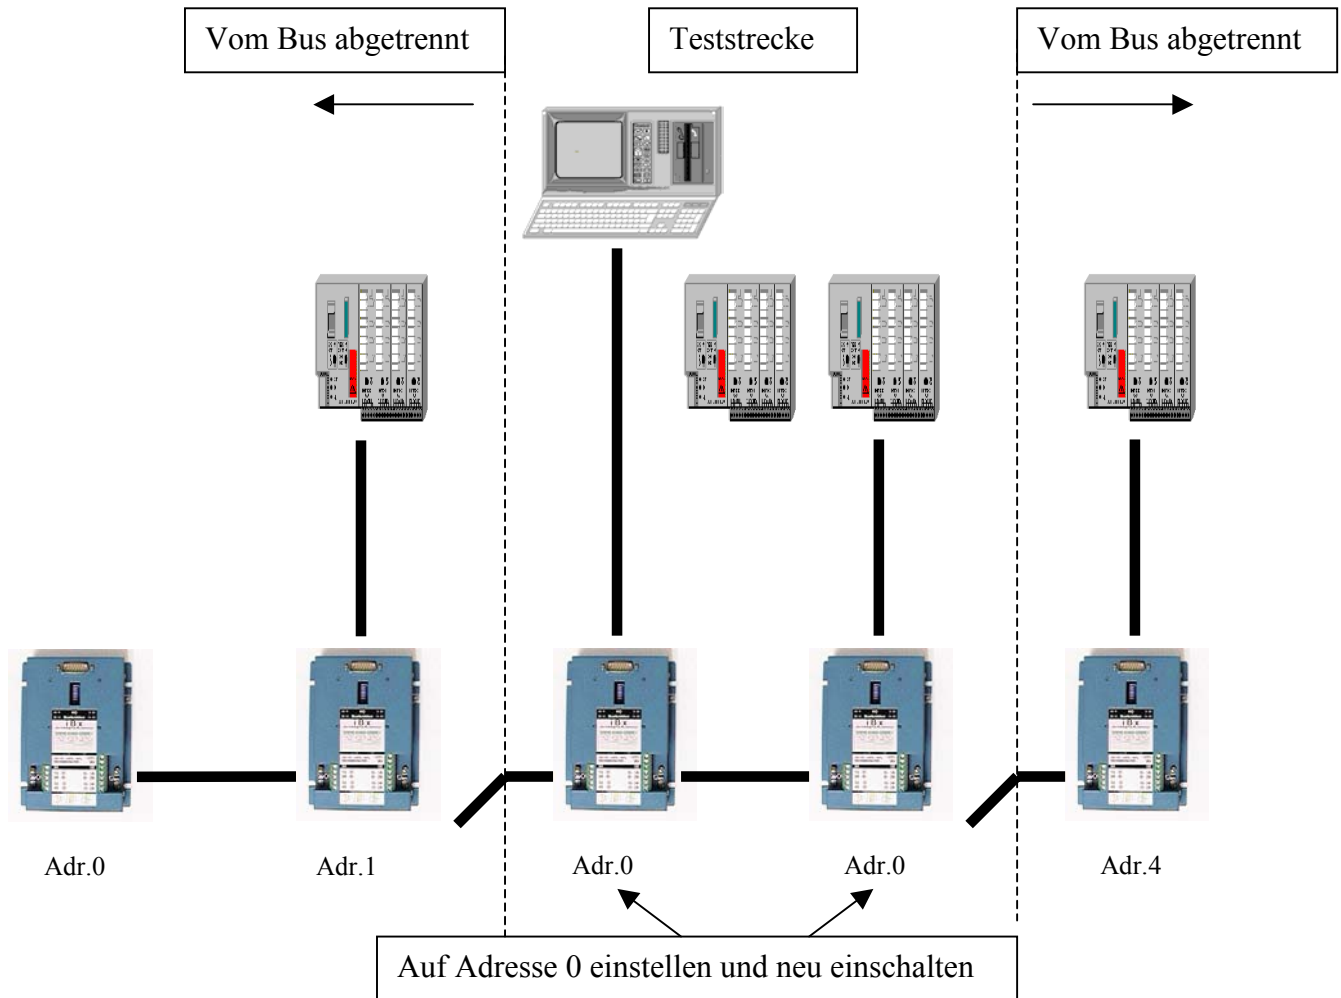 Vom Bus abgetrennt
Teststrecke
Vom Bus abgetrennt
Adr.0
Adr.1
Adr.0
Adr.0
Adr.4
Auf Adresse 0 einstellen und neu einschalten